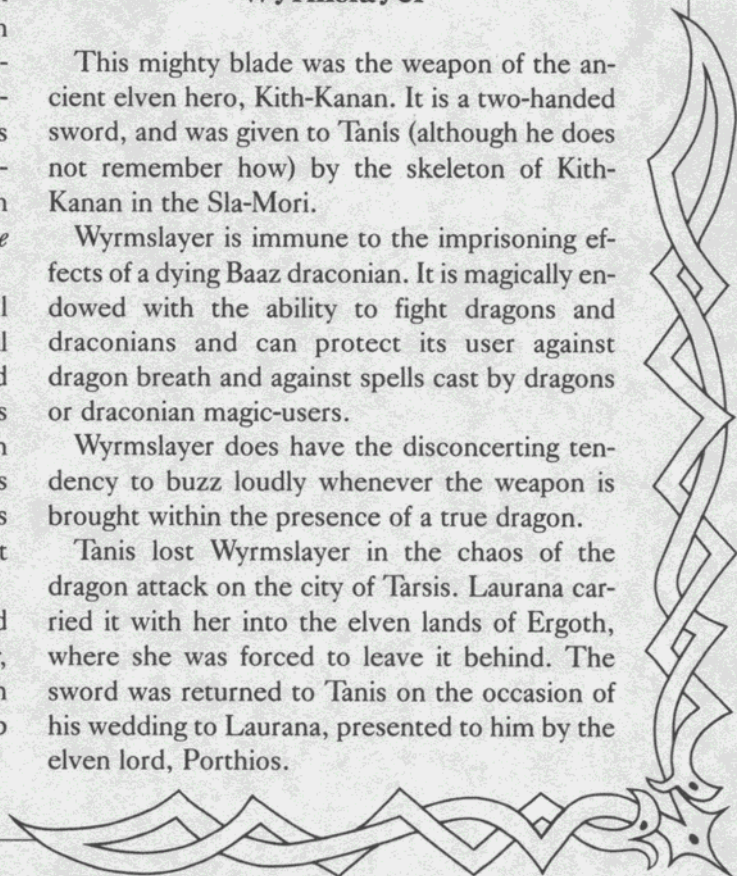 Wyrmslayer
This mighty blade was the weapon of the an-
cient elven hero, Kith-Kanan. It is a two-handed
sword, and was given to Tanis (although he does
not remember how) by the skeleton of Kith-
Kanan in the Sla-Mori.
Wyrmslayer is immune to the imprisoning ef-
fects of a dying Baaz draconian. It is magically en-
dowed with the ability to fight dragons and
draconians and can protect its user against
dragon breath and against spells cast by dragons
or draconian magic-users.
Wyrmslayer does have the disconcerting ten-
dency to buzz loudly whenever the weapon is
brought within the presence of a true dragon.
Tanis lost Wyrmslayer in the chaos of the
dragon attack on the city of Tarsis. Laurana car-
ried it with her into the elven lands of Ergoth,
where she was forced to leave it behind. The
sword was returned to Tanis on the occasion of
his wedding to Laurana, presented to him by the
elven lord, Porthios.